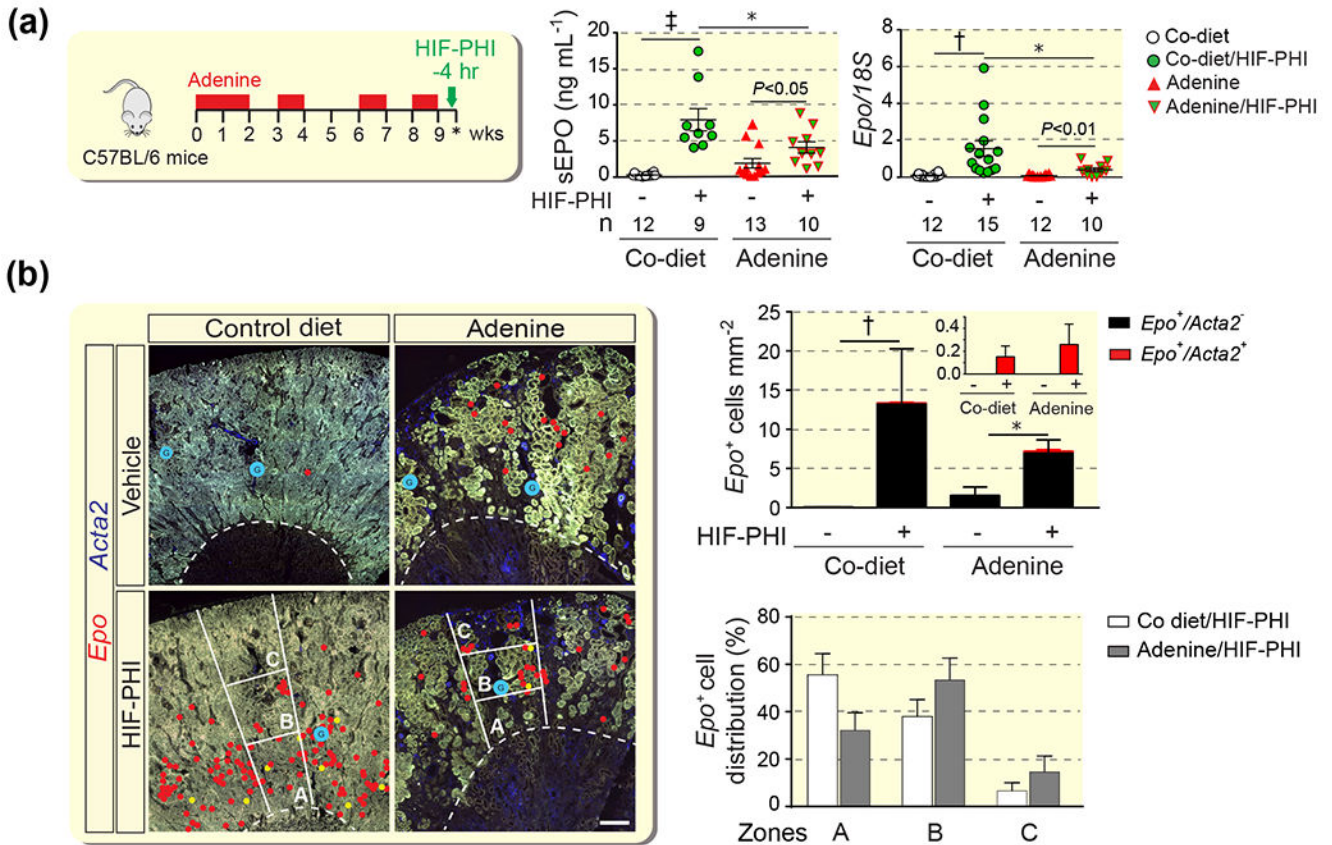 (a)
HIF-PHI
-4 hr
Adenine
0 1 2 3 4 5 6 7 8 9 * wks
C57BL/6 mice
sEPO (ng mL-1)
20
15
10
5
0
‡
*
P<0.05
HIF-PHI - + - +
n 12 9 13 10
Co-diet Adenine
Epo/18S
8
6
4
2
0
†
*
P<0.01
- + - +
12 15 12 10
Co-diet Adenine
Co-diet
Co-diet/HIF-PHI
Adenine
Adenine/HIF-PHI
(b)
Control diet Adenine
Epo Acta2
Vehicle
HIF-PHI
G
G
G
G
C
B
G
A
C
B
G
A
Epo+ cells mm-2
25
20
15
10
5
0
†
*
0.4
0.2
0.0
- + - +
Co-diet Adenine
HIF-PHI - + - +
Co-diet Adenine
Epo+/Acta2-
Epo+/Acta2+
Epo+ cell
distribution (%)
80
60
40
20
0
Zones A B C
Co diet/HIF-PHI
Adenine/HIF-PHI